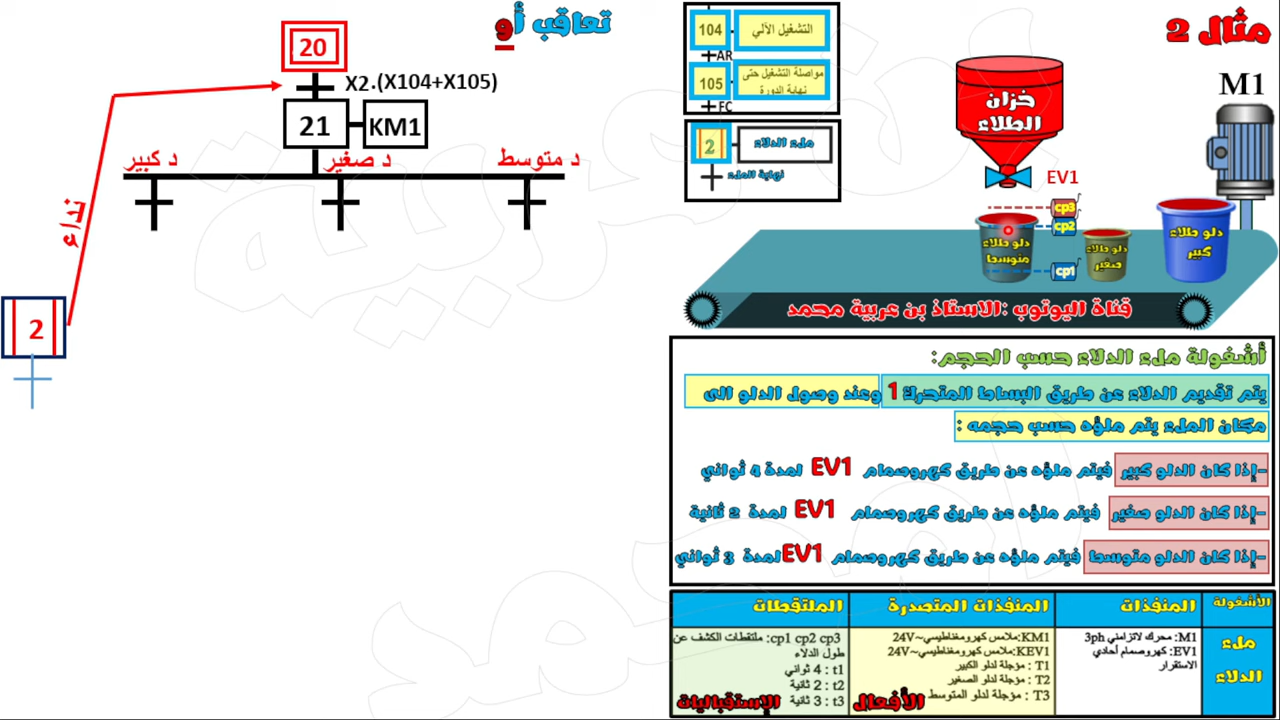 تعاقب أو
20
X2.(X104+X105)
21
KM1
د كبير
د صغير
د متوسط
نداء
2
104
التشغيل الآلي
AR
105
مواصلة التشغيل حتى
نهاية الدورة
FC
2
ملء الدلاء
نهاية الملء
مثال 2
M1
خزان
الطلاء
EV1
cp3
cp2
cp1
دلو طلاء
متوسط
دلو طلاء
صغير
دلو طلاء
كبير
قناة اليوتوب :الاستاذ بن عربية محمد
أشغولة ملء الدلاء حسب الحجم:
يتم تقديم الدلاء عن طريق البساط المتحرك 1 وعند وصول الدلو الى
مكان الملء يتم ملؤه حسب حجمه :
-إذا كان الدلو كبير فيتم ملؤه عن طريق كهروصمام EV1 لمدة 4 ثواني
-إذا كان الدلو صغير فيتم ملؤه عن طريق كهروصمام EV1 لمدة 2 ثانية
-إذا كان الدلو متوسط فيتم ملؤه عن طريق كهروصمام EV1 لمدة 3 ثواني
الأشغولة
المنفذات
المنفذات المتصدرة
الملتقطات
ملء
الدلاء
M1: محرك لاتزامني 3ph
EV1: كهروصمام أحادي
الاستقرار
KM1:ملامس كهرومغناطيسي~24V
KEV1:ملامس كهرومغناطيسي~24V
T1 : مؤجلة لدلو الكبير
T2 : مؤجلة لدلو الصغير
T3 : مؤجلة لدلو المتوسط
الأفعال
cp1 cp2 cp3: ملتقطات الكشف عن
طول الدلاء
t1 : 4 ثواني
t2 : 2 ثانية
t3 : 3 ثانية
الإستقباليات